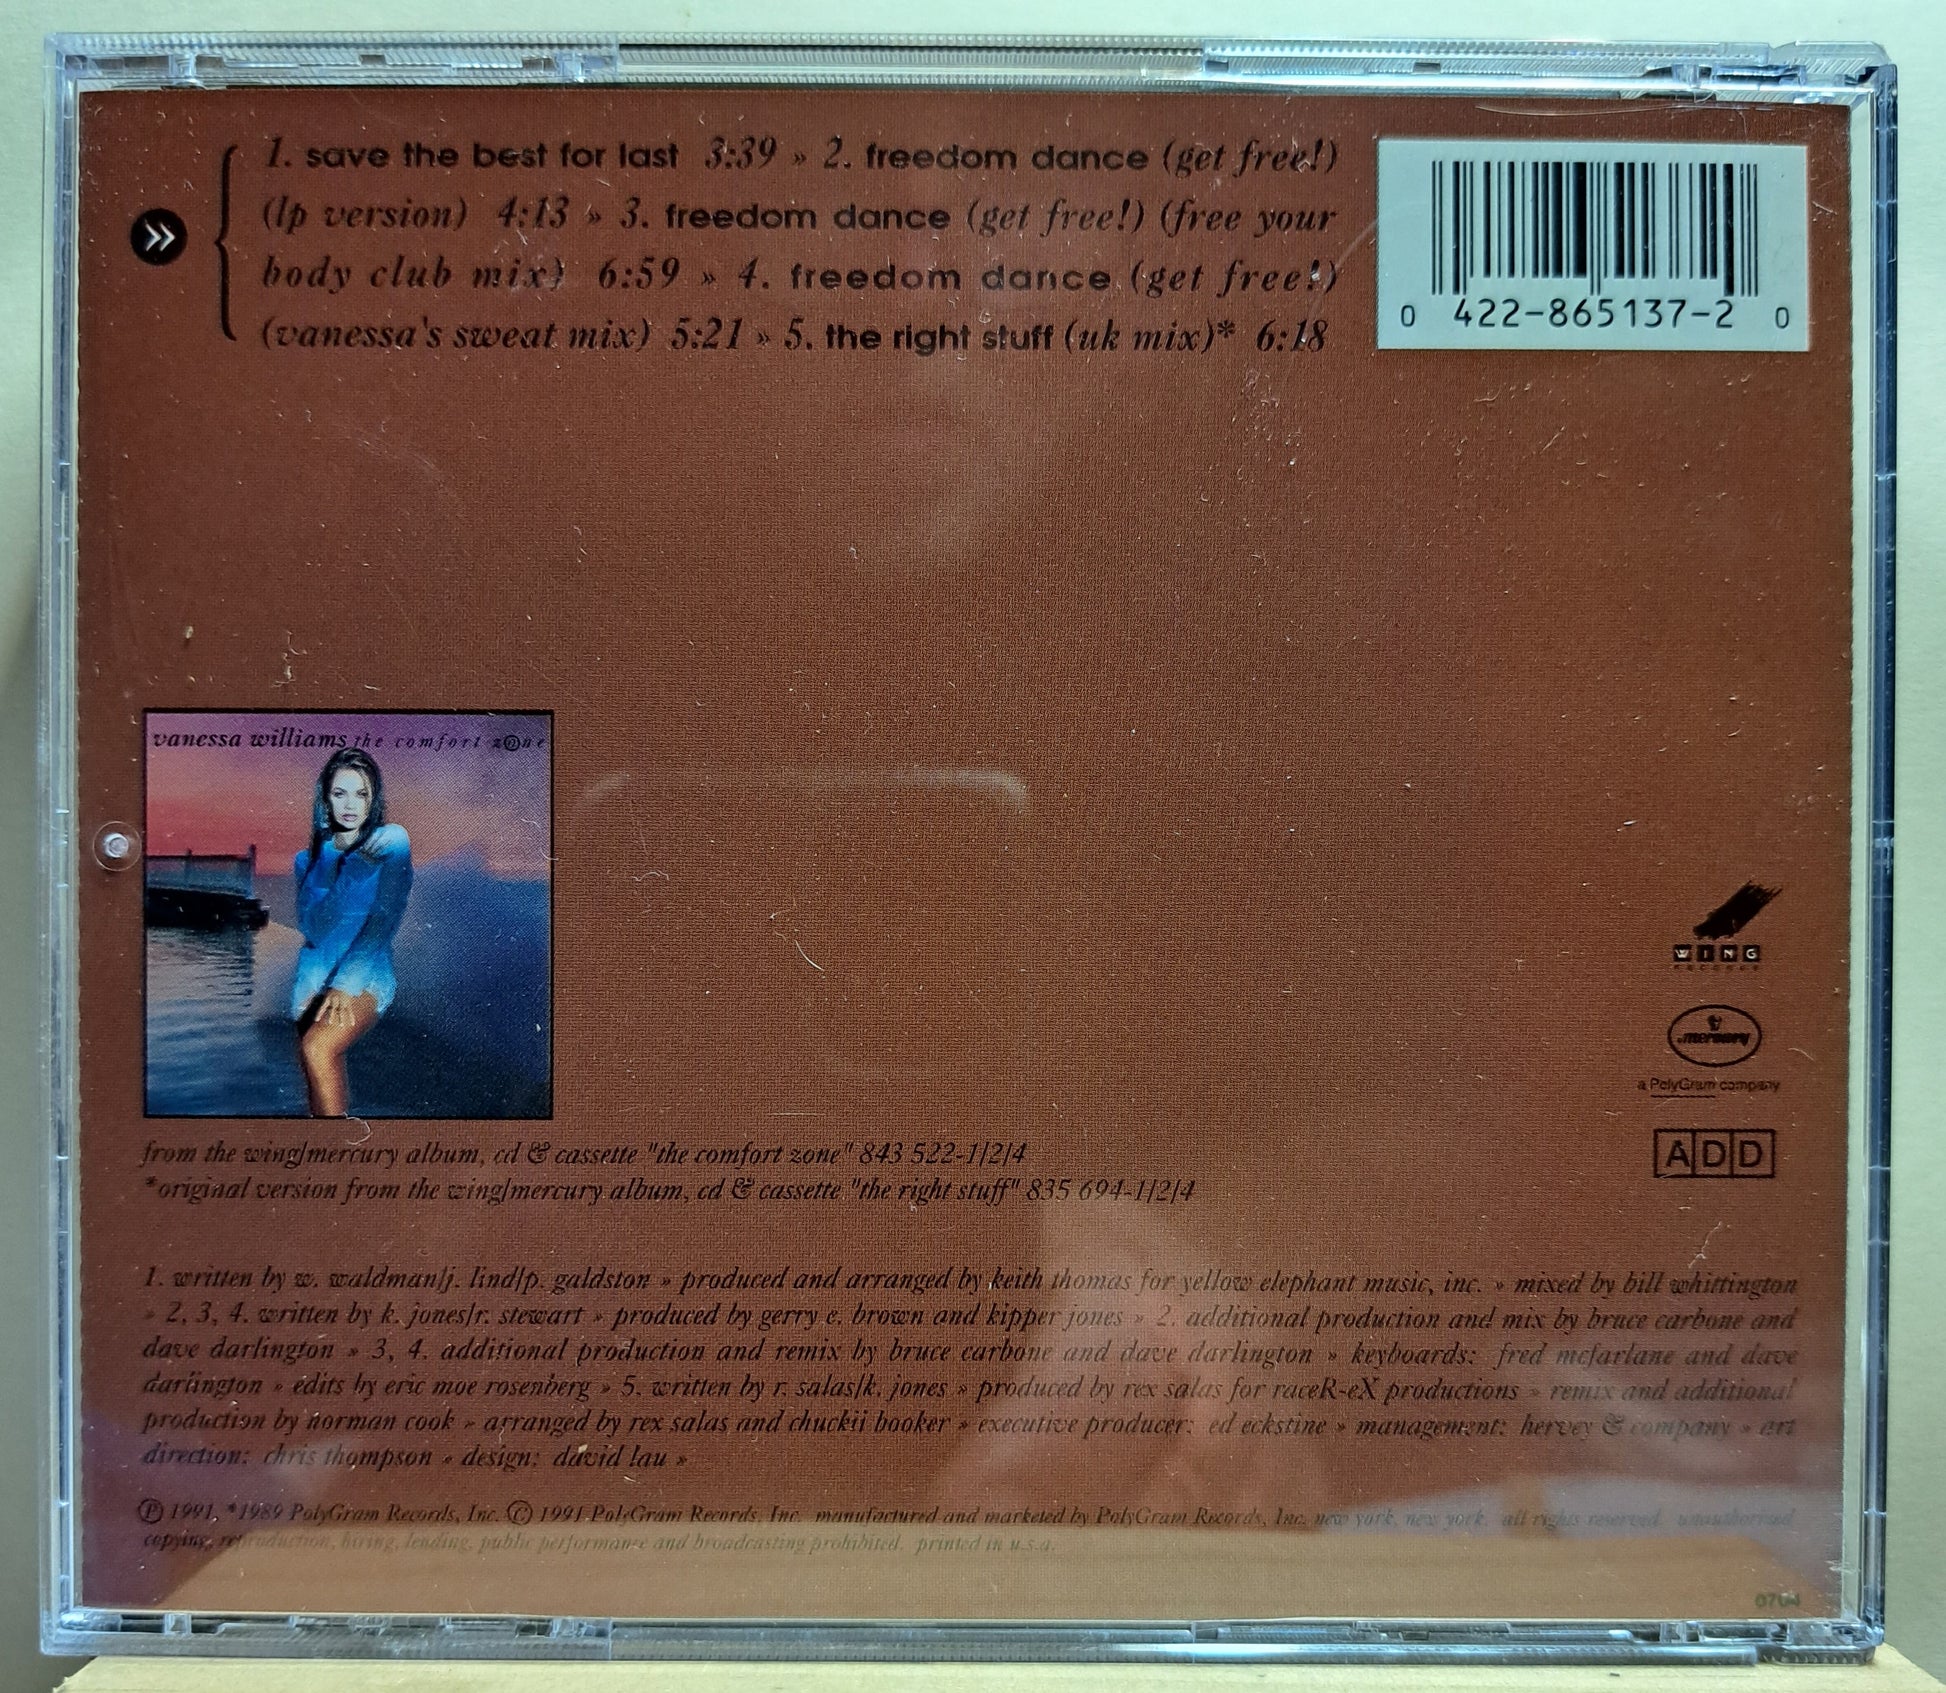 1. save the best for last 3:39 » 2. freedom dance (get free!)
(lp version) 4:13 » 3. freedom dance (get free!) (free your
body club mix) 6:59 » 4. freedom dance (get free!)
(vanessa's sweat mix) 5:21 » 5. the right stuff (uk mix)* 6:18
0 422-865137-2 0
vanessa williams the comfort zone
WING
RECORDS
mercury
a PolyGram company
ADD
from the wing/mercury album, cd & cassette "the comfort zone" 843 522-1/2/4
*original version from the wing/mercury album, cd & cassette "the right stuff" 835 694-1/2/4
1. written by w. waldman/j. lind/p. galdston » produced and arranged by keith thomas for yellow elephant music, inc. » mixed by bill whittington
» 2, 3, 4. written by k. jones/r. stewart » produced by gerry e. brown and kipper jones » 2. additional production and mix by bruce carbone and
dave darlington » 3, 4. additional production and remix by bruce carbone and dave darlington » keyboards: fred mcfarlane and dave
darlington » edits by eric moe rosenberg » 5. written by r. salas/k. jones » produced by rex salas for raceR-eX productions » remix and additional
production by norman cook » arranged by rex salas and chuckii booker » executive producer: ed eckstine » management: hervey & company » art
direction: chris thompson » design: david lau »
Ⓟ 1991, *1989 PolyGram Records, Inc. © 1991 PolyGram Records, Inc. manufactured and marketed by PolyGram Records, Inc. new york, new york. all rights reserved. unauthorized
copying, reproduction, hiring, lending, public performance and broadcasting prohibited. printed in u.s.a.